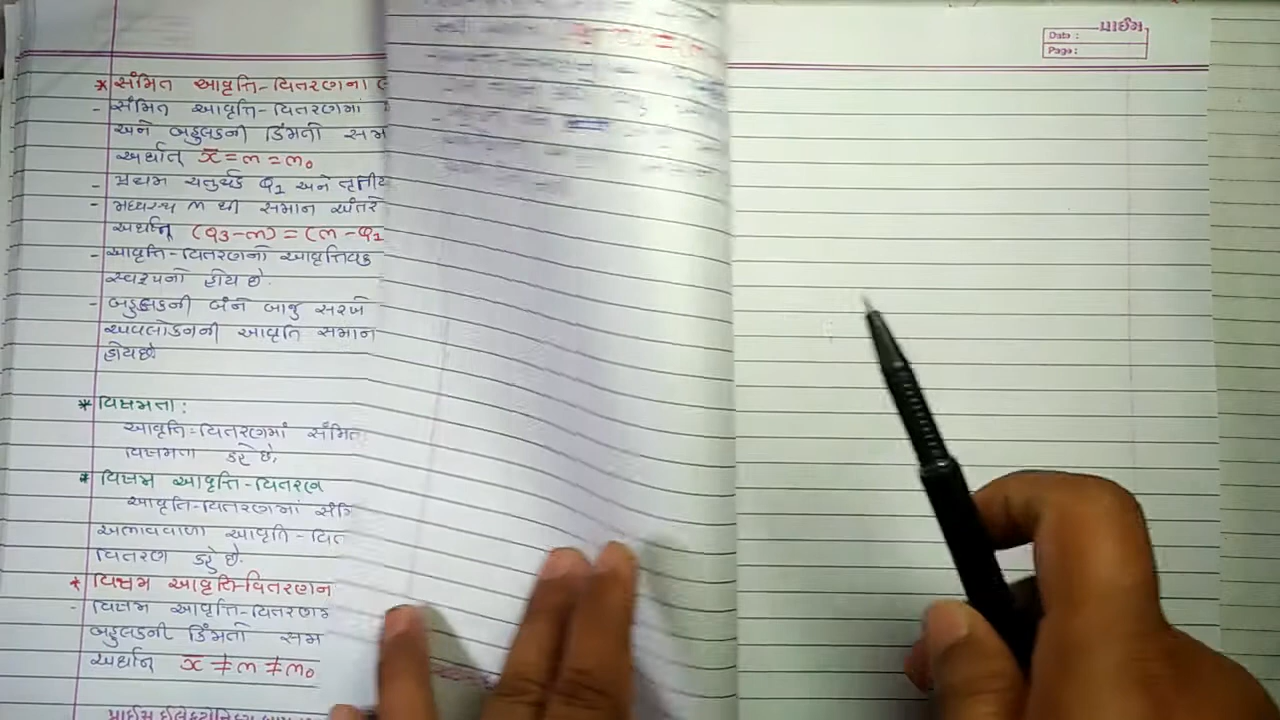 * સંમિત આવૃત્તિ-વિતરણના
- સંમિત આવૃત્તિ-વિતરણમાં
અને બહુલકની કિંમતો સમ
અર્થાત્ x̄ = m = m₀
- પ્રથમ ચતુર્થક Q₁ અને તૃતીય
- મધ્યસ્થ m થી સમાન અંતરે
અર્થાત્ (Q₃-m) = (m-Q₁
- આવૃત્તિ-વિતરણનો આવૃત્તિવક્ર
સ્વરૂપનો હોય છે.
- બહુલકની બંને બાજુ સરખે
અવલોકનની આવૃતિ સમાન
હોય છે
* વિષમતા:
આવૃત્તિ-વિતરણમાં સંમિત
વિષમતા કહે છે.
* વિષમ આવૃત્તિ-વિતરણ
આવૃતિ-વિતરણમાં સંમિ
અભાવવાળા આવૃતિ-વિત
વિતરણ કહે છે.
* વિષમ આવૃત્તિ-વિતરણન
- વિષમ આવૃત્તિ-વિતરણમ
બહુલકની કિંમતો સમ
અર્થાત્ x̄ ≠ m ≠ m₀
પ્રાઈમ
Date :
Page :